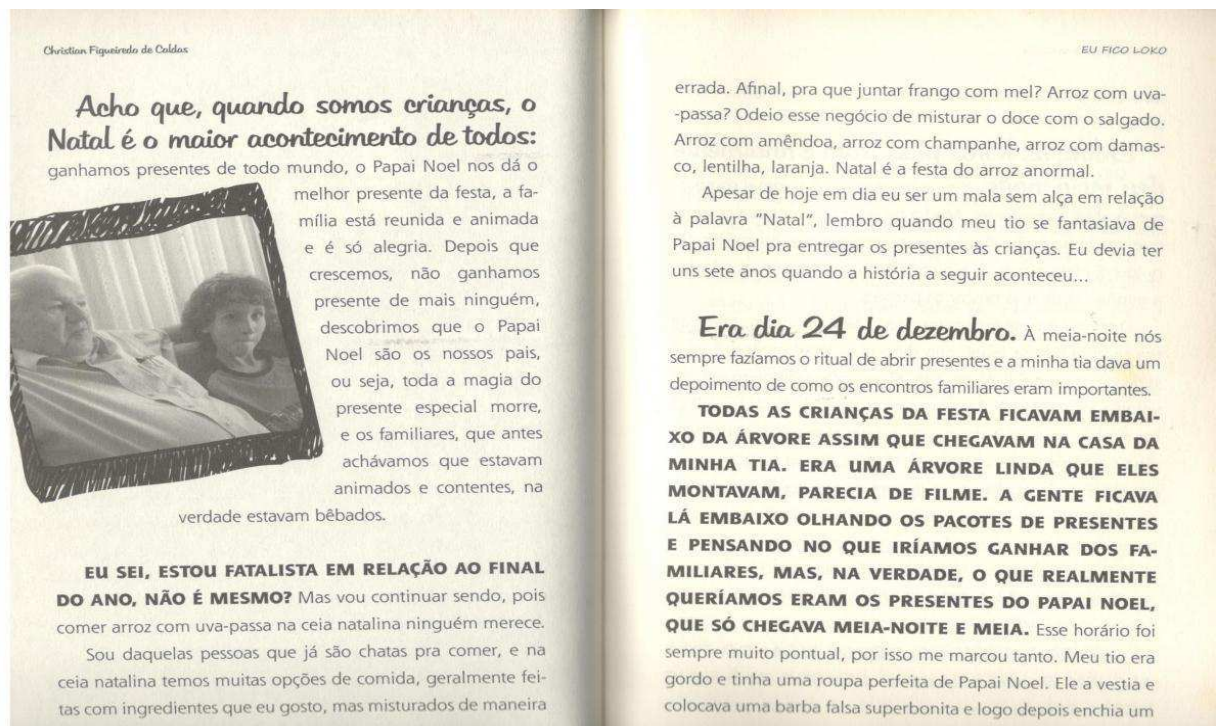 Christian Figueiredo de Caldas
Acho que, quando somos crianças, o
Natal é o maior acontecimento de todos:
ganhamos presentes de todo mundo, o Papai Noel nos dá o
melhor presente da festa, a fa-
mília está reunida e animada
e é só alegria. Depois que
crescemos, não ganhamos
presente de mais ninguém,
descobrimos que o Papai
Noel são os nossos pais,
ou seja, toda a magia do
presente especial morre,
e os familiares, que antes
achávamos que estavam
animados e contentes, na
verdade estavam bêbados.
EU SEI, ESTOU FATALISTA EM RELAÇÃO AO FINAL
DO ANO, NÃO É MESMO? Mas vou continuar sendo, pois
comer arroz com uva-passa na ceia natalina ninguém merece.
Sou daquelas pessoas que já são chatas pra comer, e na
ceia natalina temos muitas opções de comida, geralmente fei-
tas com ingredientes que eu gosto, mas misturados de maneira
EU FICO LOKO
errada. Afinal, pra que juntar frango com mel? Arroz com uva-
-passa? Odeio esse negócio de misturar o doce com o salgado.
Arroz com amêndoa, arroz com champanhe, arroz com damas-
co, lentilha, laranja. Natal é a festa do arroz anormal.
Apesar de hoje em dia eu ser um mala sem alça em relação
à palavra "Natal", lembro quando meu tio se fantasiava de
Papai Noel pra entregar os presentes às crianças. Eu devia ter
uns sete anos quando a história a seguir aconteceu...
Era dia 24 de dezembro. À meia-noite nós
sempre fazíamos o ritual de abrir presentes e a minha tia dava um
depoimento de como os encontros familiares eram importantes.
TODAS AS CRIANÇAS DA FESTA FICAVAM EMBAI-
XO DA ÁRVORE ASSIM QUE CHEGAVAM NA CASA DA
MINHA TIA. ERA UMA ÁRVORE LINDA QUE ELES
MONTAVAM, PARECIA DE FILME. A GENTE FICAVA
LÁ EMBAIXO OLHANDO OS PACOTES DE PRESENTES
E PENSANDO NO QUE IRÍAMOS GANHAR DOS FA-
MILIARES, MAS, NA VERDADE, O QUE REALMENTE
QUERÍAMOS ERAM OS PRESENTES DO PAPAI NOEL,
QUE SÓ CHEGAVA MEIA-NOITE E MEIA. Esse horário foi
sempre muito pontual, por isso me marcou tanto. Meu tio era
gordo e tinha uma roupa perfeita de Papai Noel. Ele a vestia e
colocava uma barba falsa superbonita e logo depois enchia um